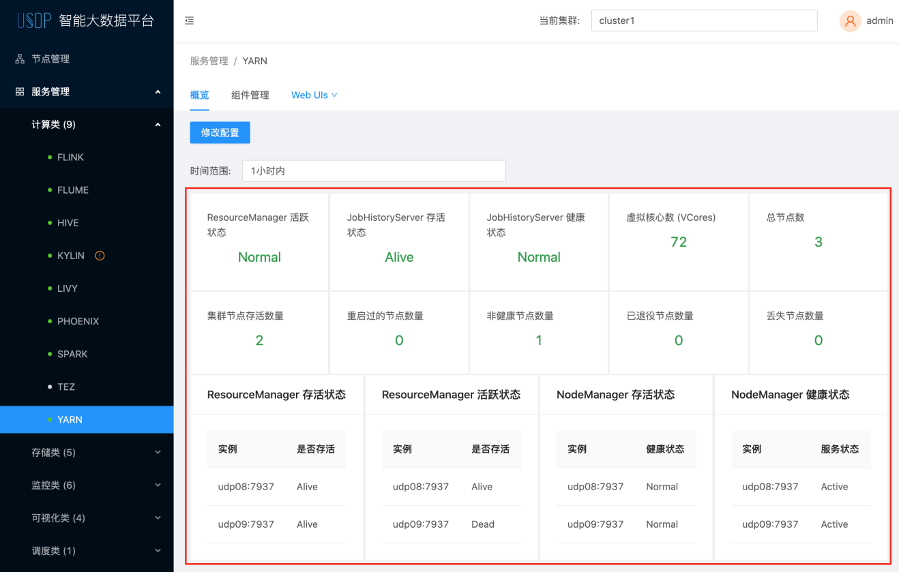 USDP 智能大数据平台
当前集群: cluster1
admin
节点管理
服务管理
计算类 (9)
FLINK
FLUME
HIVE
KYLIN
LIVY
PHOENIX
SPARK
TEZ
YARN
存储类 (5)
监控类 (6)
可视化类 (4)
调度类 (1)
服务管理 / YARN
概览 组件管理 Web UIs
修改配置
时间范围: 1小时内
ResourceManager 活跃
状态
Normal
JobHistoryServer 存活
状态
Alive
JobHistoryServer 健康
状态
Normal
虚拟核心数 (VCores)
72
总节点数
3
集群节点存活数量
2
重启过的节点数量
0
非健康节点数量
1
已退役节点数量
0
丢失节点数量
0
ResourceManager 存活状态
实例 是否存活
udp08:7937 Alive
udp09:7937 Alive
ResourceManager 活跃状态
实例 是否存活
udp08:7937 Alive
udp09:7937 Dead
NodeManager 存活状态
实例 健康状态
udp08:7937 Normal
udp09:7937 Normal
NodeManager 健康状态
实例 服务状态
udp08:7937 Active
udp09:7937 Active